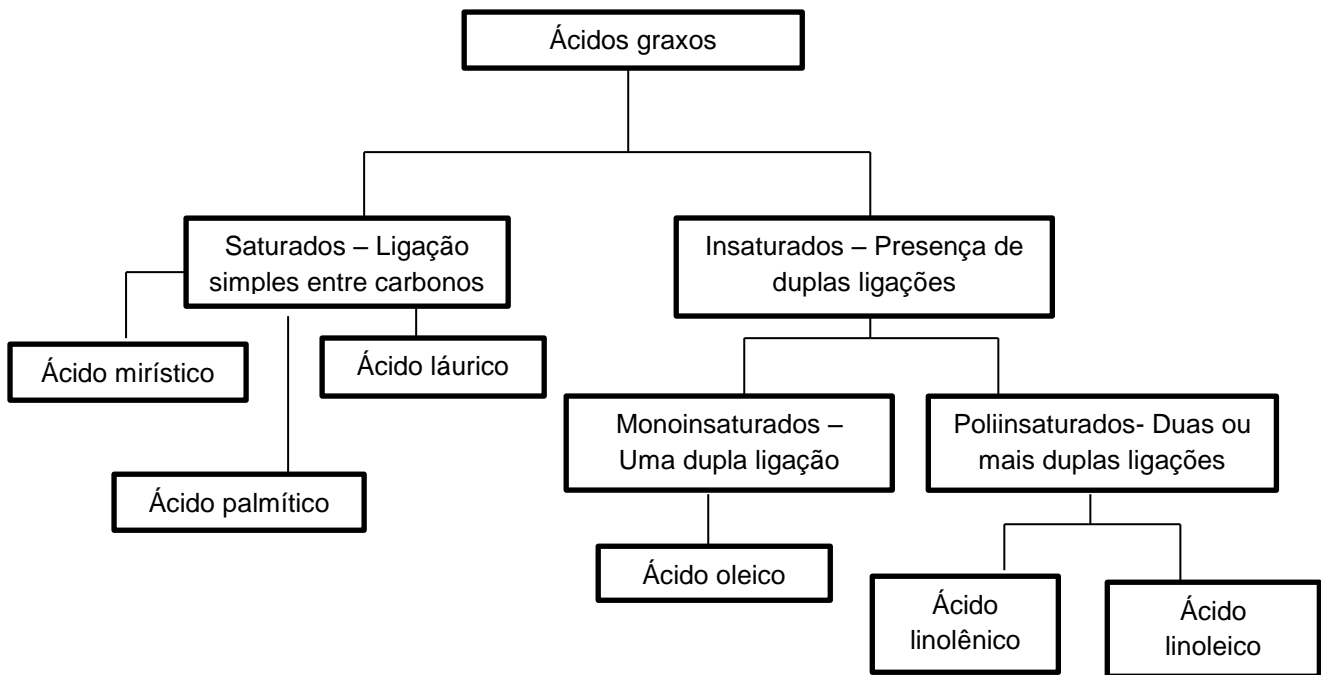 Ácidos graxos
Saturados – Ligação
simples entre carbonos
Insaturados – Presença de
duplas ligações
Ácido mirístico
Ácido láurico
Ácido palmítico
Monoinsaturados –
Uma dupla ligação
Poliinsaturados- Duas ou
mais duplas ligações
Ácido oleico
Ácido
linolênico
Ácido
linoleico